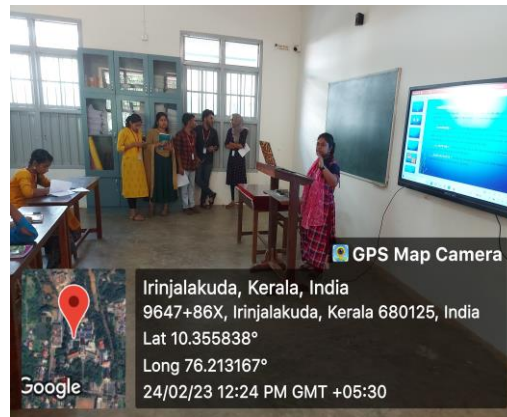 GPS Map Camera
Irinjalakuda, Kerala, India
9647+86X, Irinjalakuda, Kerala 680125, India
Lat 10.355838°
Long 76.213167°
24/02/23 12:24 PM GMT +05:30
Google